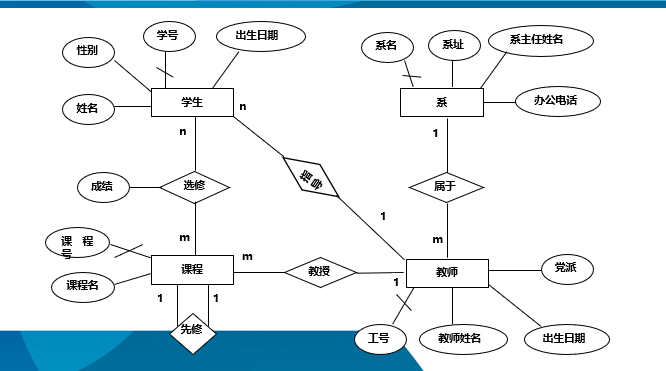 学号
出生日期
性别
系名
系址
系主任姓名
姓名
学生
n
系
办公电话
n
1
成绩
选修
指导
属于
1
m
m
课 程
号
m
课程
教授
1
教师
党派
课程名
1
1
先修
工号
教师姓名
出生日期